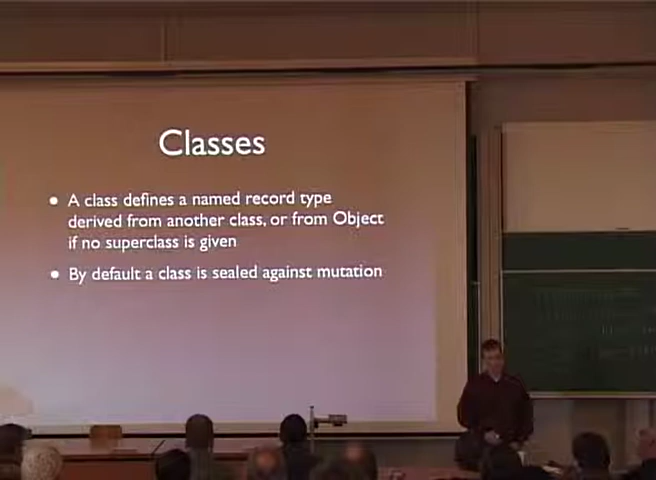 Classes
• A class defines a named record type
derived from another class, or from Object
if no superclass is given
• By default a class is sealed against mutation